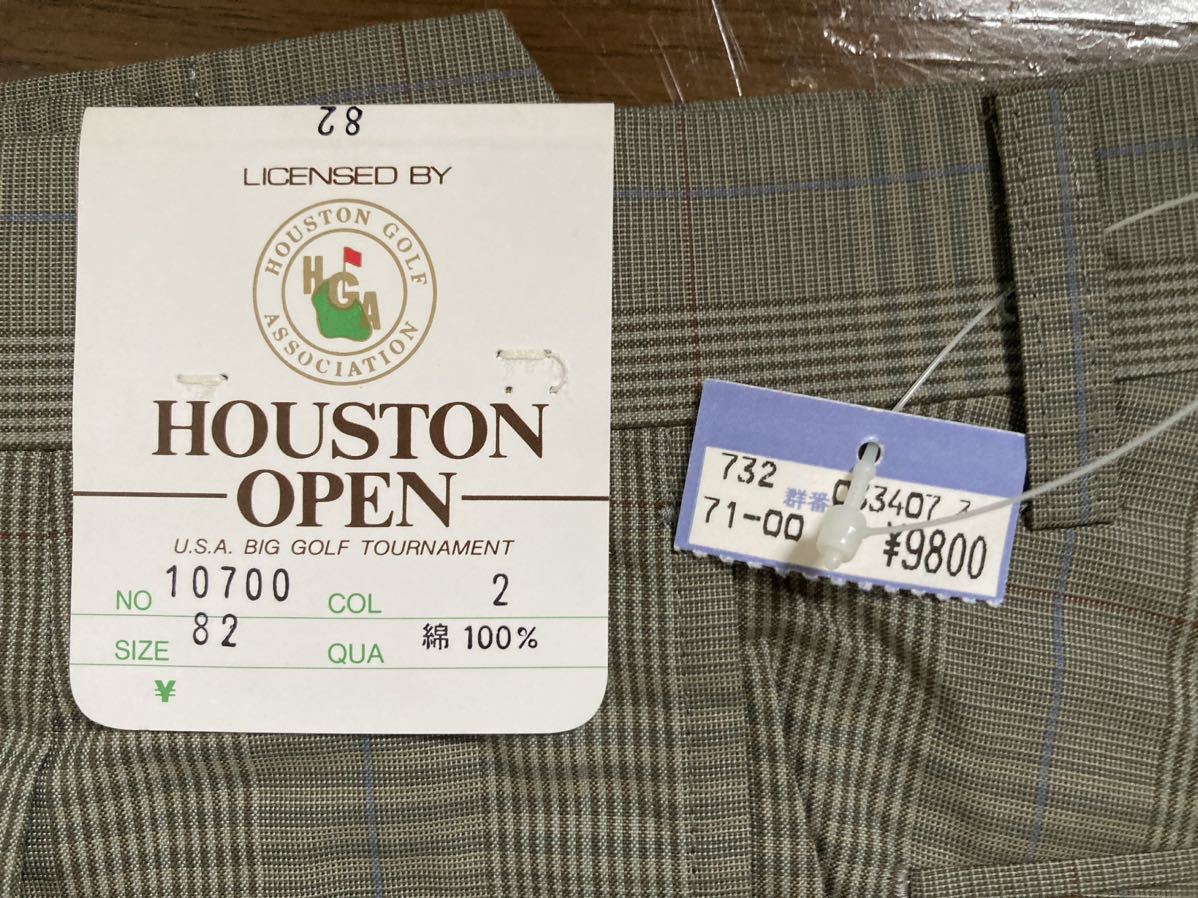 82
LICENSED BY
HOUSTON GOLF
HGA
ASSOCIATION
HOUSTON
OPEN
U.S.A. BIG GOLF TOURNAMENT
NO 10700 COL 2
SIZE 82 QUA 綿 100%
¥
732 群番
71-00 ¥9800